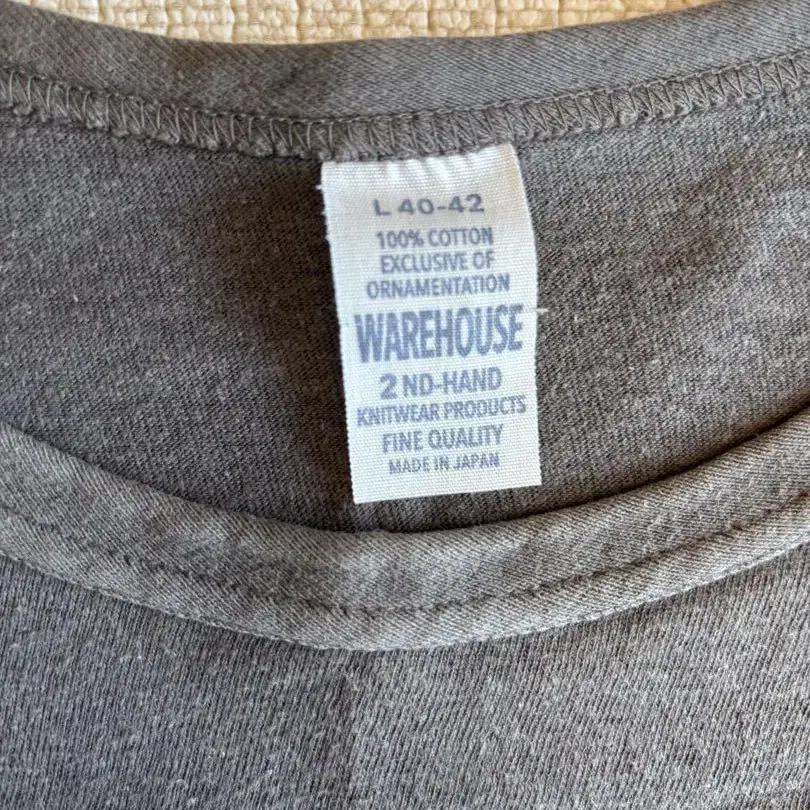 L 40-42
100% COTTON
EXCLUSIVE OF
ORNAMENTATION
WAREHOUSE
2 ND-HAND
KNITWEAR PRODUCTS
FINE QUALITY
MADE IN JAPAN